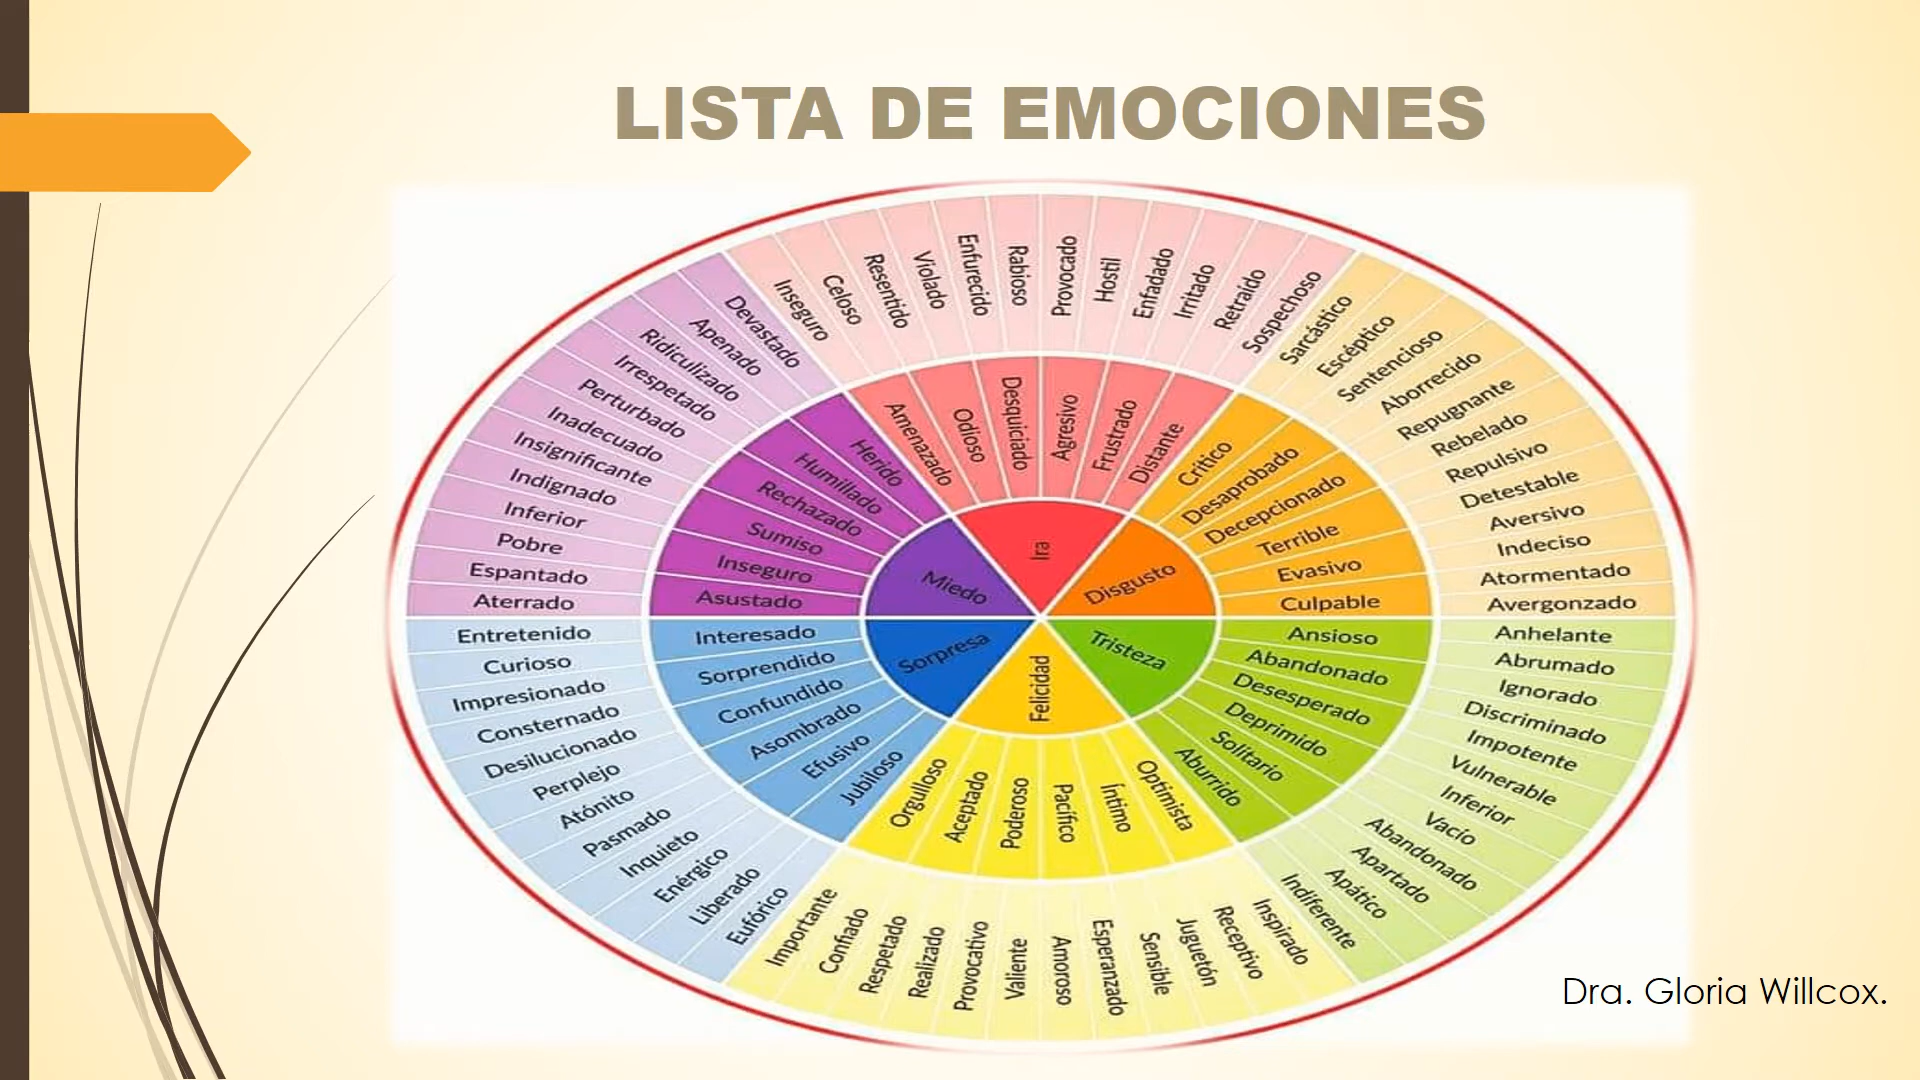 LISTA DE EMOCIONES
Ira
Disgusto
Tristeza
Felicidad
Sorpresa
Miedo
Amenazado
Odioso
Desquiciado
Agresivo
Frustrado
Distante
Crítico
Desaprobado
Decepcionado
Terrible
Evasivo
Culpable
Ansioso
Abandonado
Desesperado
Deprimido
Solitario
Aburrido
Optimista
Íntimo
Pacífico
Poderoso
Aceptado
Orgulloso
Jubiloso
Efusivo
Asombrado
Confundido
Sorprendido
Interesado
Asustado
Inseguro
Sumiso
Rechazado
Humillado
Herido
Inseguro
Celoso
Resentido
Violado
Enfurecido
Rabioso
Provocado
Hostil
Enfadado
Irritado
Retraído
Sospechoso
Sarcástico
Escéptico
Sentencioso
Aborrecido
Repugnante
Rebelado
Repulsivo
Detestable
Aversivo
Indeciso
Atormentado
Avergonzado
Anhelante
Abrumado
Ignorado
Discriminado
Impotente
Vulnerable
Inferior
Vacío
Abandonado
Apartado
Apático
Indiferente
Inspirado
Receptivo
Juguetón
Sensible
Esperanzado
Amoroso
Valiente
Provocativo
Realizado
Respetado
Confiado
Importante
Eufórico
Liberado
Enérgico
Inquieto
Pasmado
Atónito
Perplejo
Desilucionado
Consternado
Impresionado
Curioso
Entretenido
Aterrado
Espantado
Pobre
Inferior
Indignado
Insignificante
Inadecuado
Perturbado
Irrespetado
Ridiculizado
Apenado
Devastado
Dra. Gloria Willcox.